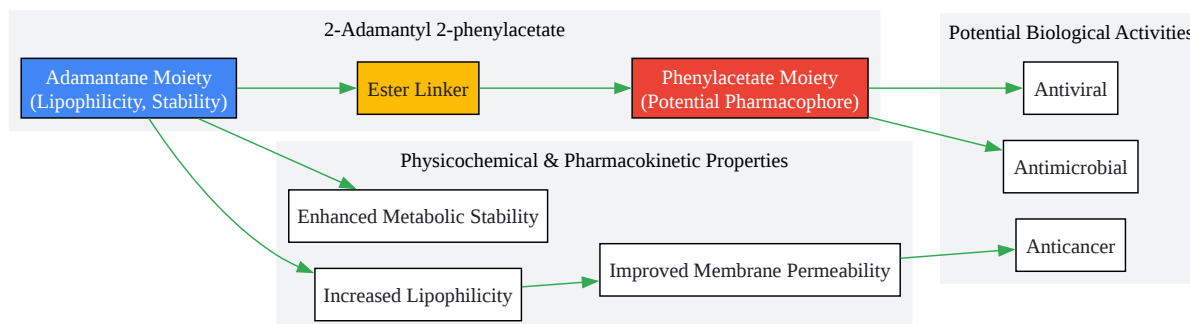 2-Adamantyl 2-phenylacetate
Adamantane Moiety
(Lipophilicity, Stability)
Ester Linker
Phenylacetate Moiety
(Potential Pharmacophore)
Potential Biological Activities
Antiviral
Antimicrobial
Anticancer
Physicochemical & Pharmacokinetic Properties
Enhanced Metabolic Stability
Increased Lipophilicity
Improved Membrane Permeability